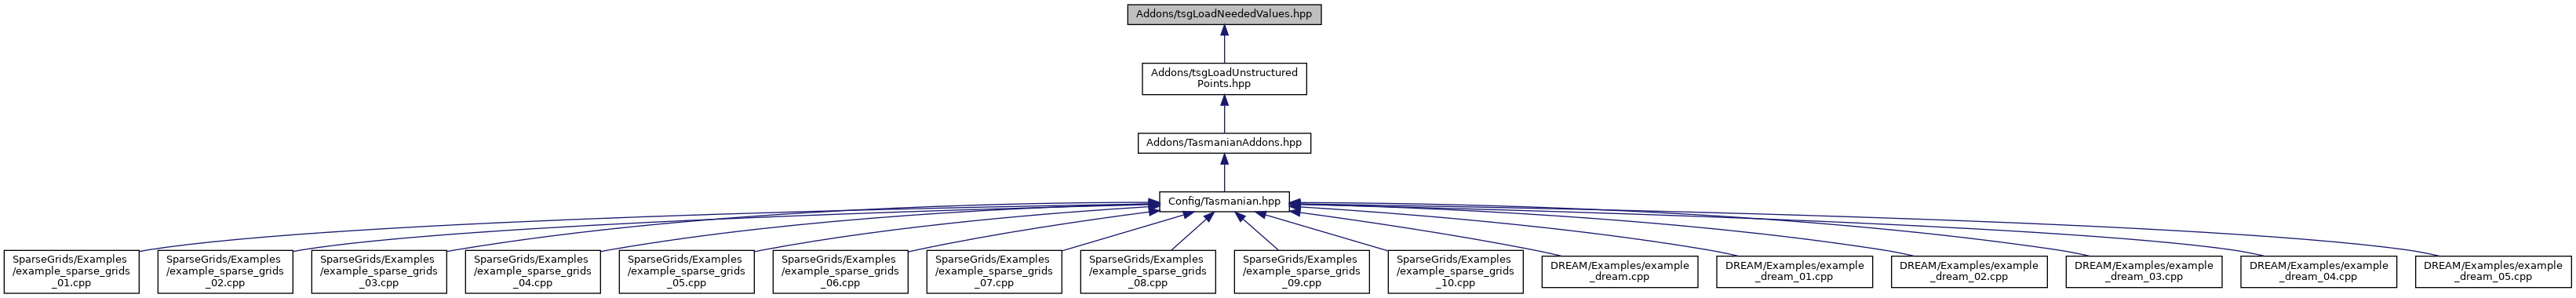 Addons/tsgLoadNeededValues.hpp
Addons/tsgLoadUnstructured
Points.hpp
Addons/TasmanianAddons.hpp
Config/Tasmanian.hpp
SparseGrids/Examples
/example_sparse_grids
_01.cpp
SparseGrids/Examples
/example_sparse_grids
_02.cpp
SparseGrids/Examples
/example_sparse_grids
_03.cpp
SparseGrids/Examples
/example_sparse_grids
_04.cpp
SparseGrids/Examples
/example_sparse_grids
_05.cpp
SparseGrids/Examples
/example_sparse_grids
_06.cpp
SparseGrids/Examples
/example_sparse_grids
_07.cpp
SparseGrids/Examples
/example_sparse_grids
_08.cpp
SparseGrids/Examples
/example_sparse_grids
_09.cpp
SparseGrids/Examples
/example_sparse_grids
_10.cpp
DREAM/Examples/example
_dream.cpp
DREAM/Examples/example
_dream_01.cpp
DREAM/Examples/example
_dream_02.cpp
DREAM/Examples/example
_dream_03.cpp
DREAM/Examples/example
_dream_04.cpp
DREAM/Examples/example
_dream_05.cpp